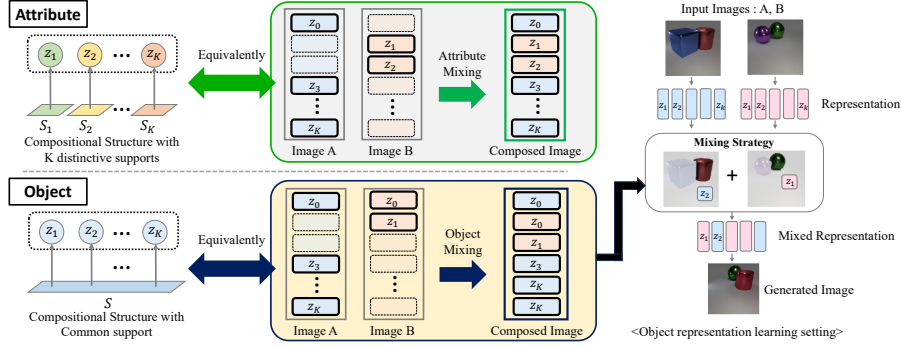 Attribute
z1 z2 ••• zK
S1 S2 ••• SK
Compositional Structure with
K distinctive supports
Equivalently
z0
z3
zK
Image A
z1
z2
Image B
Attribute
Mixing
z0
z1
z2
z3
zK
Composed Image
Object
z1 z2 ••• zK
•••
S
Compositional Structure with
Common support
Equivalently
z0
z3
zK
Image A
z0
z1
Image B
Object
Mixing
z0
z0
z1
z3
zK
zK
Composed Image
Input Images : A, B
z1 z2 zk z1 z2 zk
Representation
Mixing Strategy
z2 + z1
z1 z2
Mixed Representation
Generated Image
<Object representation learning setting>